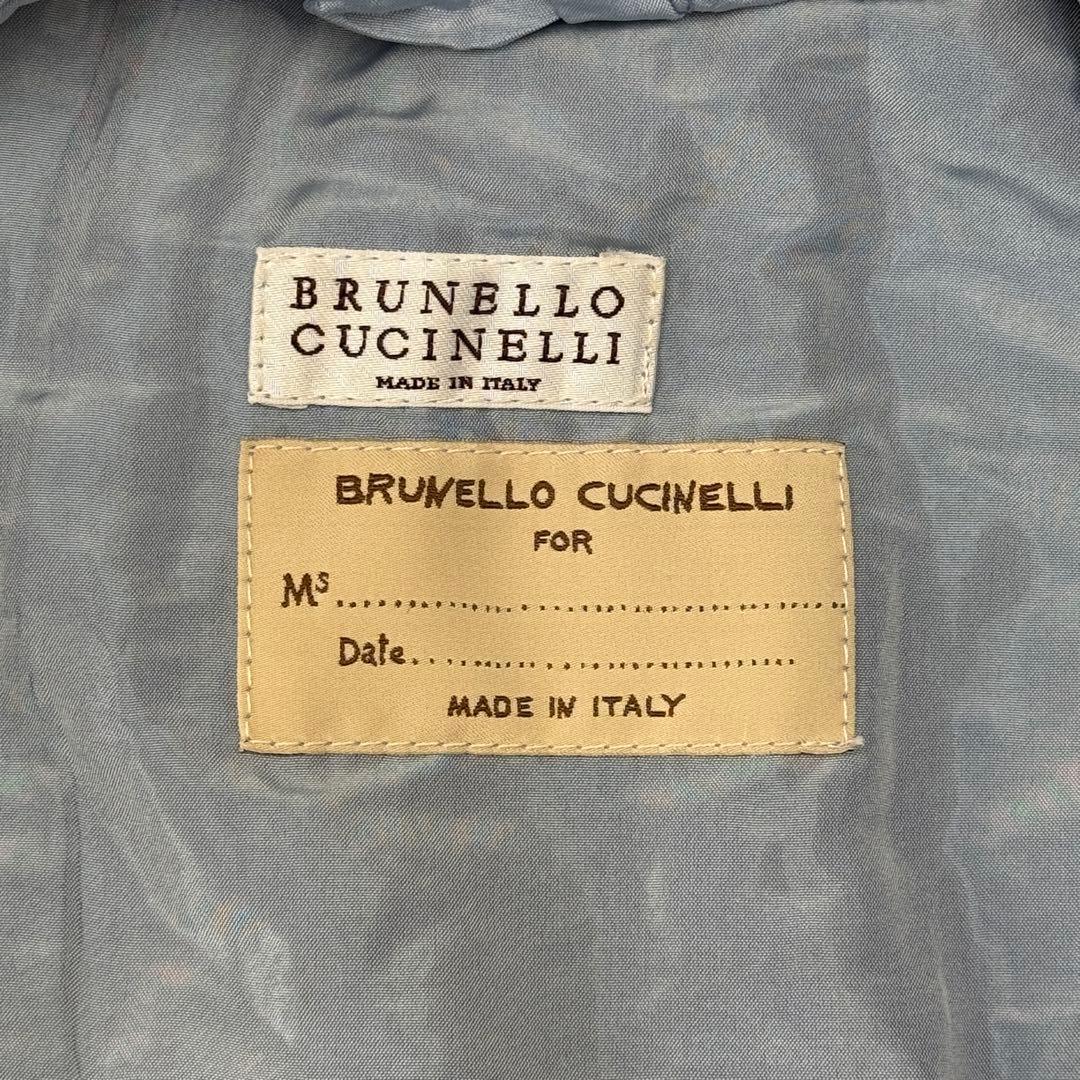 BRUNELLO
CUCINELLI
MADE IN ITALY
BRUNELLO CUCINELLI
FOR
Ms..............................................
Date...................................
MADE IN ITALY